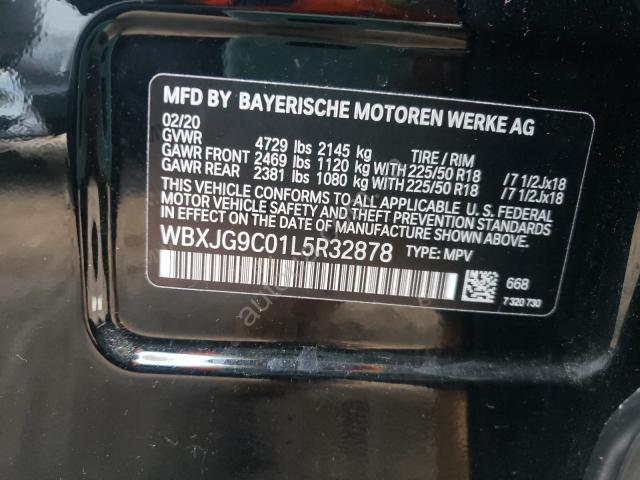 MFD BY BAYERISCHE MOTOREN WERKE AG
02/20
GVWR 4729 lbs 2145 kg TIRE / RIM
GAWR FRONT 2469 lbs 1120 kg WITH 225/50 R18 /7 1/2Jx18
GAWR REAR 2381 lbs 1080 kg WITH 225/50 R18 /7 1/2Jx18
THIS VEHICLE CONFORMS TO ALL APPLICABLE FEDERAL
MOTOR VEHICLE SAFETY AND THEFT PREVENTION STANDARDS
IN EFFECT ON THE DATE OF MANUFACTURE SHOWN ABOVE.
WBXJG9C01L5R32878 TYPE: MPV
668
7 320 730